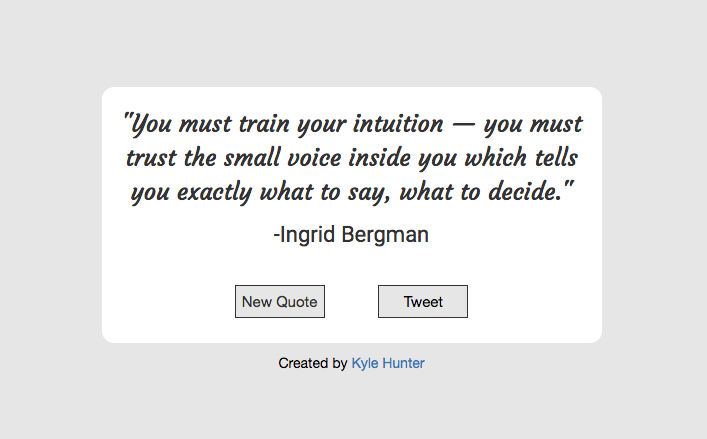 "You must train your intuition — you must
trust the small voice inside you which tells
you exactly what to say, what to decide."
-Ingrid Bergman
New Quote Tweet
Created by Kyle Hunter